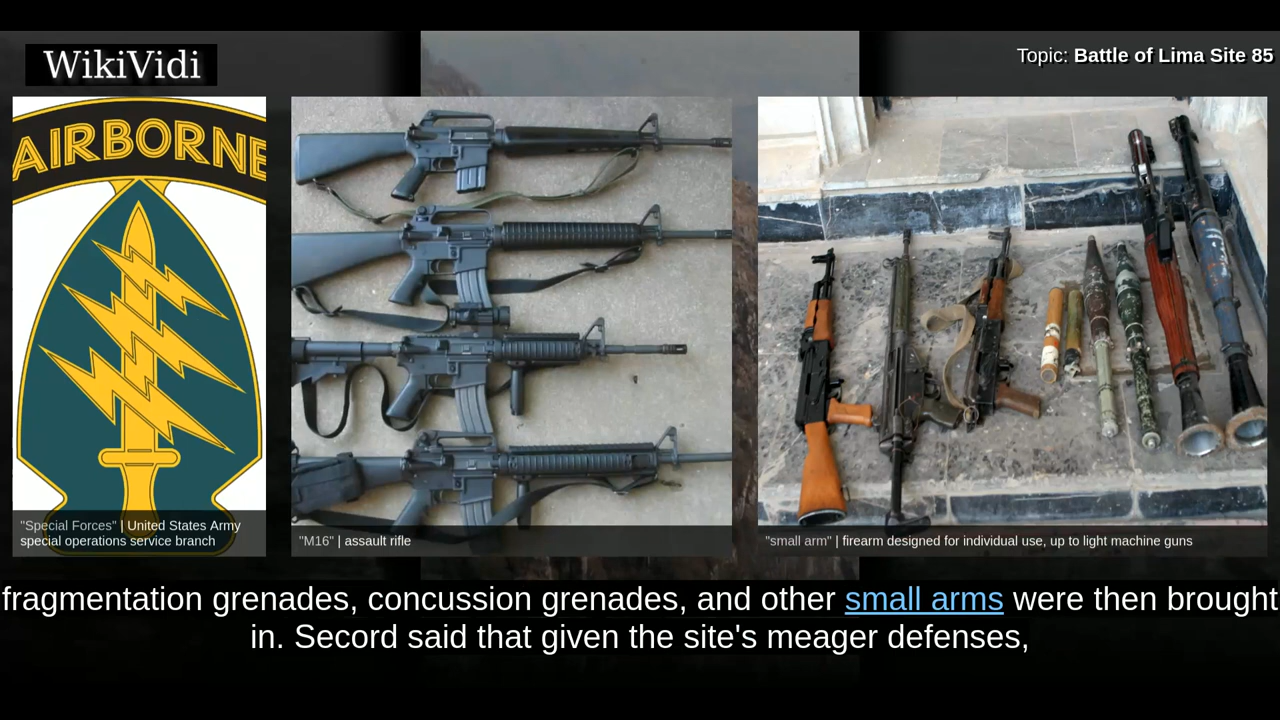 WikiVidi
Topic: Battle of Lima Site 85
AIRBORNE
"Special Forces" | United States Army
special operations service branch
"M16" | assault rifle
"small arm" | firearm designed for individual use, up to light machine guns
fragmentation grenades, concussion grenades, and other small arms were then brought
in. Secord said that given the site's meager defenses,